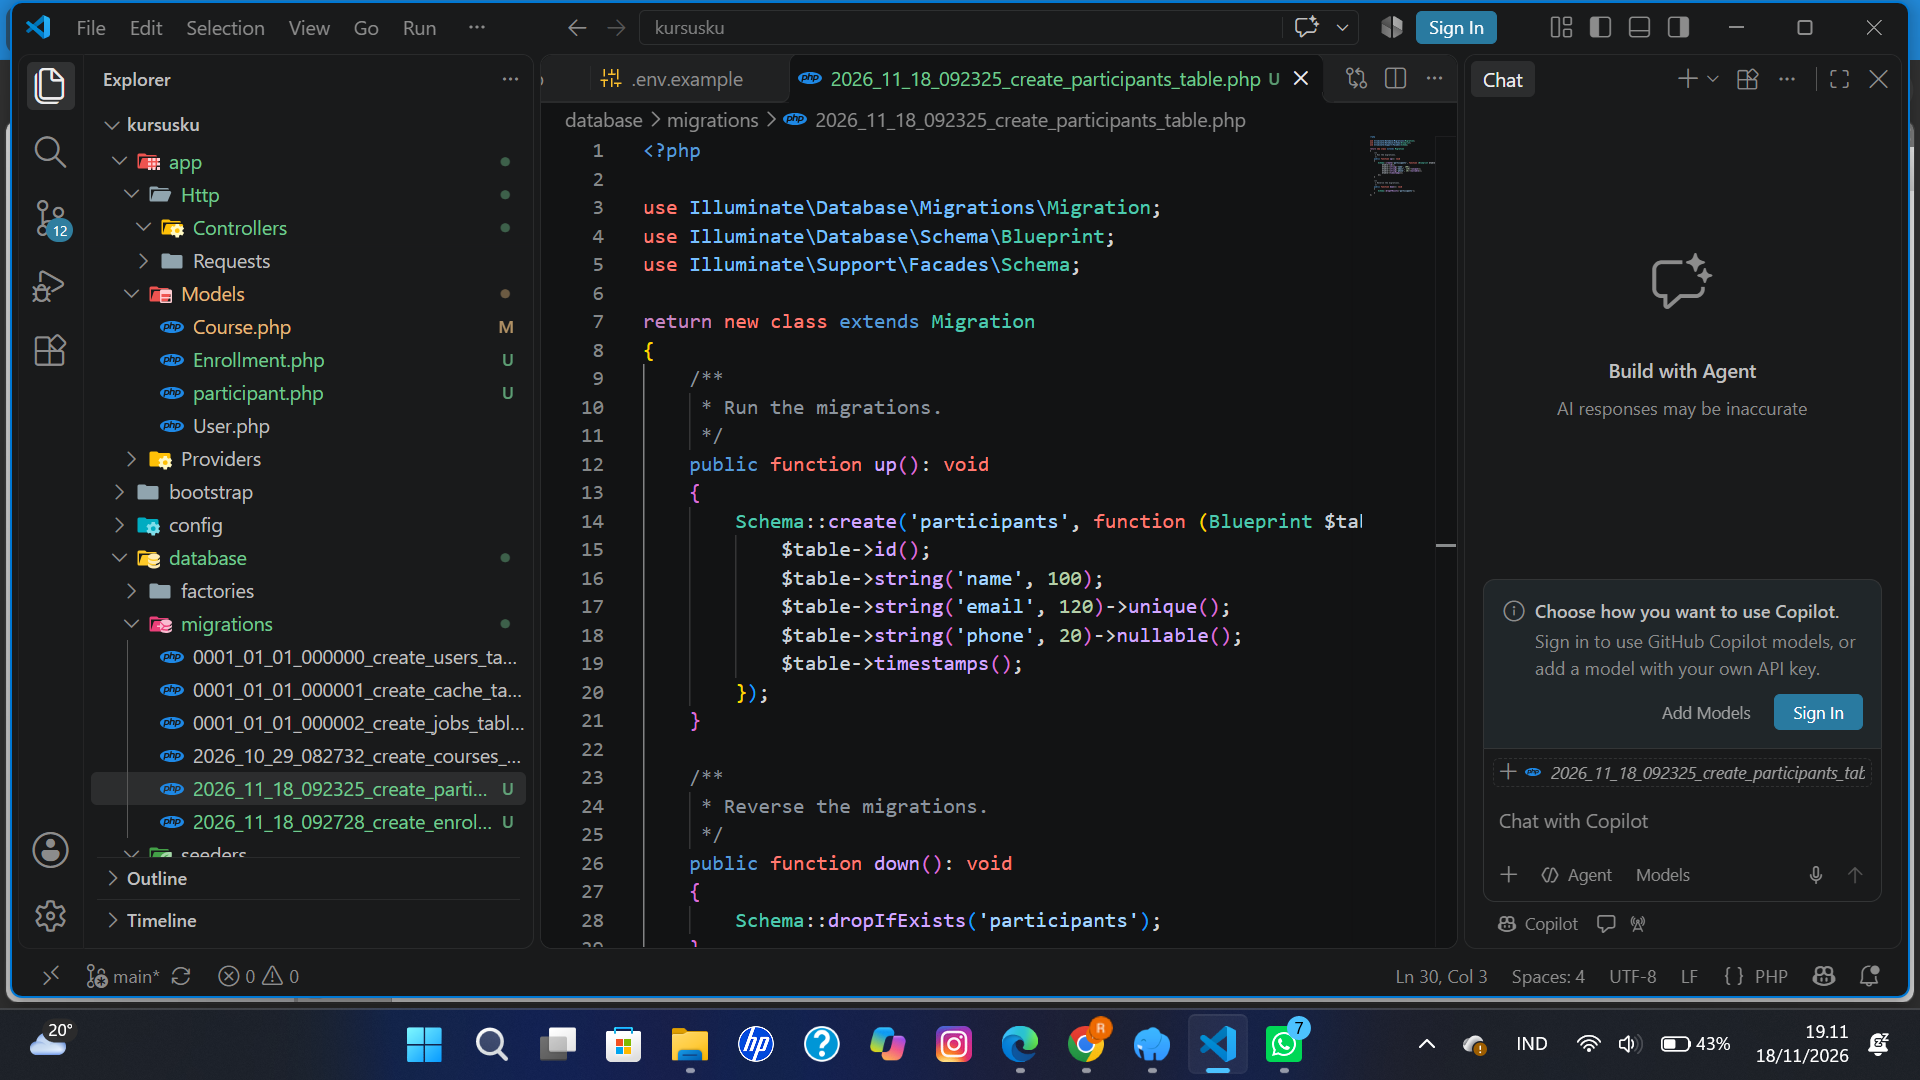 File Edit Selection View Go Run ···
kursusku
Sign In
Explorer
kursusku
app
Http
Controllers
Requests
Models
Course.php M
Enrollment.php U
participant.php U
User.php
Providers
bootstrap
config
database
factories
migrations
0001_01_01_000000_create_users_ta...
0001_01_01_000001_create_cache_ta...
0001_01_01_000002_create_jobs_tabl...
2026_10_29_082732_create_courses_...
2026_11_18_092325_create_parti... U
2026_11_18_092728_create_enrol... U
seeders
Outline
Timeline
12
.env.example
2026_11_18_092325_create_participants_table.php U
database > migrations > 2026_11_18_092325_create_participants_table.php
1 <?php
2
3 use Illuminate\Database\Migrations\Migration;
4 use Illuminate\Database\Schema\Blueprint;
5 use Illuminate\Support\Facades\Schema;
6
7 return new class extends Migration
8 {
9 /**
10 * Run the migrations.
11 */
12 public function up(): void
13 {
14 Schema::create('participants', function (Blueprint $tal
15 $table->id();
16 $table->string('name', 100);
17 $table->string('email', 120)->unique();
18 $table->string('phone', 20)->nullable();
19 $table->timestamps();
20 });
21 }
22
23 /**
24 * Reverse the migrations.
25 */
26 public function down(): void
27 {
28 Schema::dropIfExists('participants');
29 }
Chat
Build with Agent
AI responses may be inaccurate
Choose how you want to use Copilot.
Sign in to use GitHub Copilot models, or
add a model with your own API key.
Add Models Sign In
2026_11_18_092325_create_participants_tab
Chat with Copilot
Agent Models
Copilot
main* 0 0
Ln 30, Col 3 Spaces: 4 UTF-8 LF { } PHP
20°
hp
R
7
IND
43%
19.11
18/11/2026